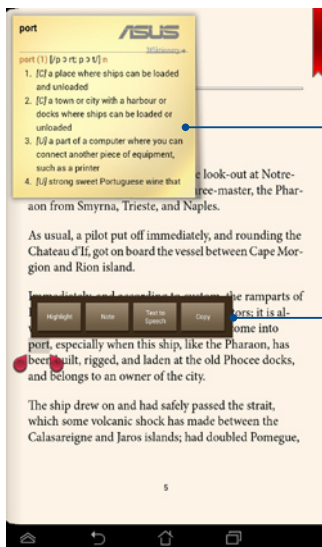 port
ASUS
Wiktionary
port (1) [/p ɔ rt; p ɔ t/] n
1. [C] a place where ships can be loaded
and unloaded
2. [C] a town or city with a harbour or
docks where ships can be loaded or
unloaded
3. [U] a part of a computer where you can
connect another piece of equipment,
such as a printer
4. [U] strong sweet Portuguese wine that
e look-out at Notre-
ree-master, the Phar-
aon from Smyrna, Trieste, and Naples.
As usual, a pilot put off immediately, and rounding the
Chateau d'If, got on board the vessel between Cape Mor-
gion and Rion island.
Immediately, and according to custom, the ramparts of
Highlight
Note
Text to
Speech
Copy
ors; it is al-
ome into
port, especially when this ship, like the Pharaon, has
been built, rigged, and laden at the old Phocee docks,
and belongs to an owner of the city.
The ship drew on and had safely passed the strait,
which some volcanic shock has made between the
Calasareigne and Jaros islands; had doubled Pomegue,
5